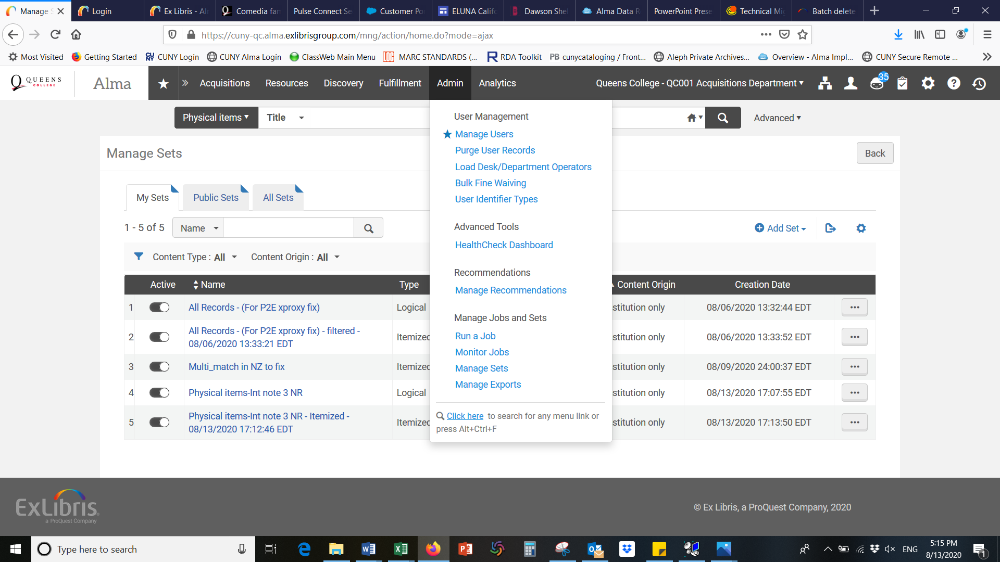 Manage S
Login
Ex Libris - Al
Comedia fan
Pulse Connect Se
Customer Po
ELUNA Calif
Dawson She
Alma Data R
PowerPoint Prese
Technical Mi
Batch delete
https://cuny-qc.alma.exlibrisgroup.com/mng/action/home.do?mode=ajax
Most Visited
Getting Started
CUNY Login
CUNY Alma Login
ClassWeb Main Menu
MARC STANDARDS (...
RDA Toolkit
PB cunycataloging / Front...
Aleph Private Archives...
Overview - Alma Impl...
CUNY Secure Remote ...
QUEENS
COLLEGE
Alma
Acquisitions
Resources
Discovery
Fulfillment
Admin
Analytics
Queens College - QC001 Acquisitions Department
35
Physical items
Title
Advanced
User Management
Manage Users
Purge User Records
Load Desk/Department Operators
Bulk Fine Waiving
User Identifier Types
Advanced Tools
HealthCheck Dashboard
Recommendations
Manage Recommendations
Manage Jobs and Sets
Run a Job
Monitor Jobs
Manage Sets
Manage Exports
Click here to search for any menu link or
press Alt+Ctrl+F
Manage Sets
Back
My Sets
Public Sets
All Sets
1 - 5 of 5
Name
Add Set
Content Type : All
Content Origin : All
Active Name Type Content Origin Creation Date
1 All Records - (For P2E xproxy fix) Logical stitution only 08/06/2020 13:32:44 EDT
2 All Records - (For P2E xproxy fix) - filtered -
08/06/2020 13:33:21 EDT Itemized stitution only 08/06/2020 13:33:52 EDT
3 Multi_match in NZ to fix Itemized stitution only 08/09/2020 24:00:37 EDT
4 Physical items-Int note 3 NR Logical stitution only 08/13/2020 17:07:55 EDT
5 Physical items-Int note 3 NR - Itemized -
08/13/2020 17:12:46 EDT Itemized stitution only 08/13/2020 17:13:50 EDT
ExLibris
a ProQuest Company
© Ex Libris, a ProQuest Company, 2020
Type here to search
ENG
5:15 PM
8/13/2020
1